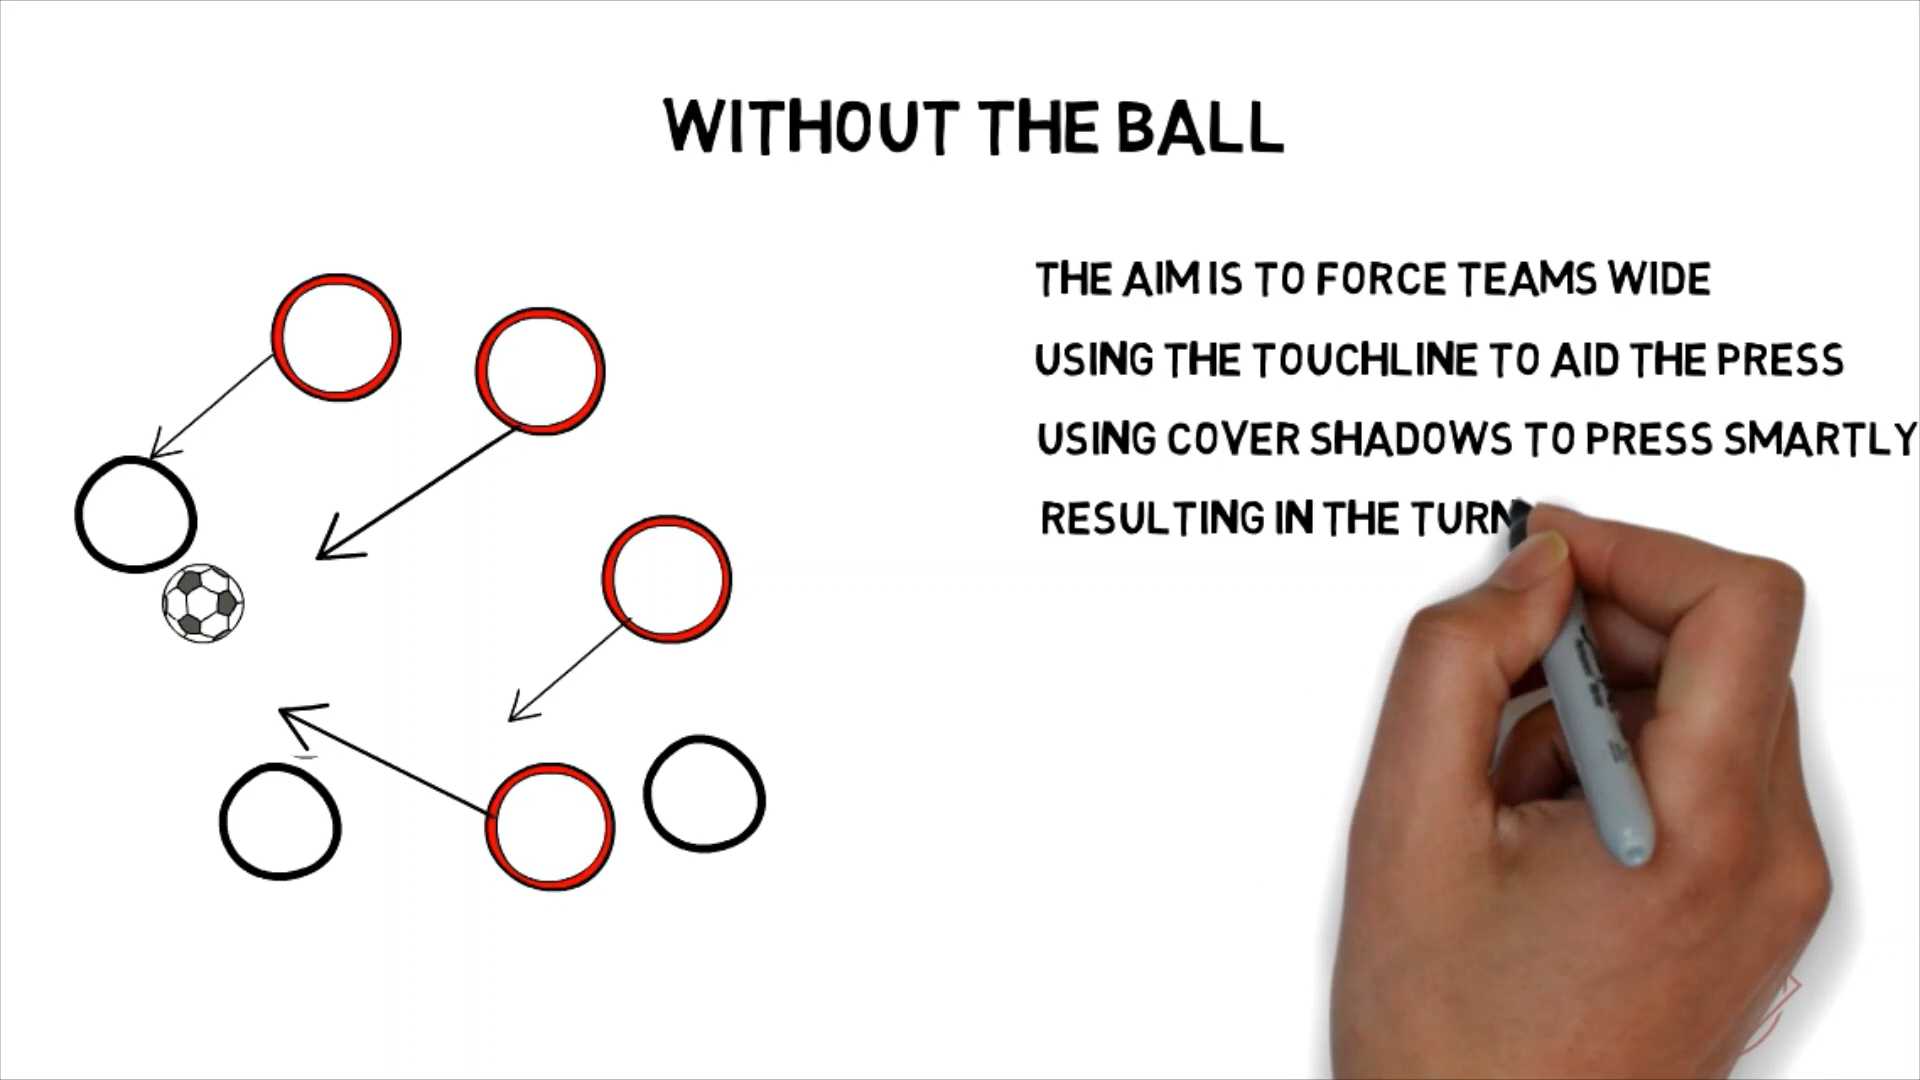 WITHOUT THE BALL
THE AIM IS TO FORCE TEAMS WIDE
USING THE TOUCHLINE TO AID THE PRESS
USING COVER SHADOWS TO PRESS SMARTLY
RESULTING IN THE TURN